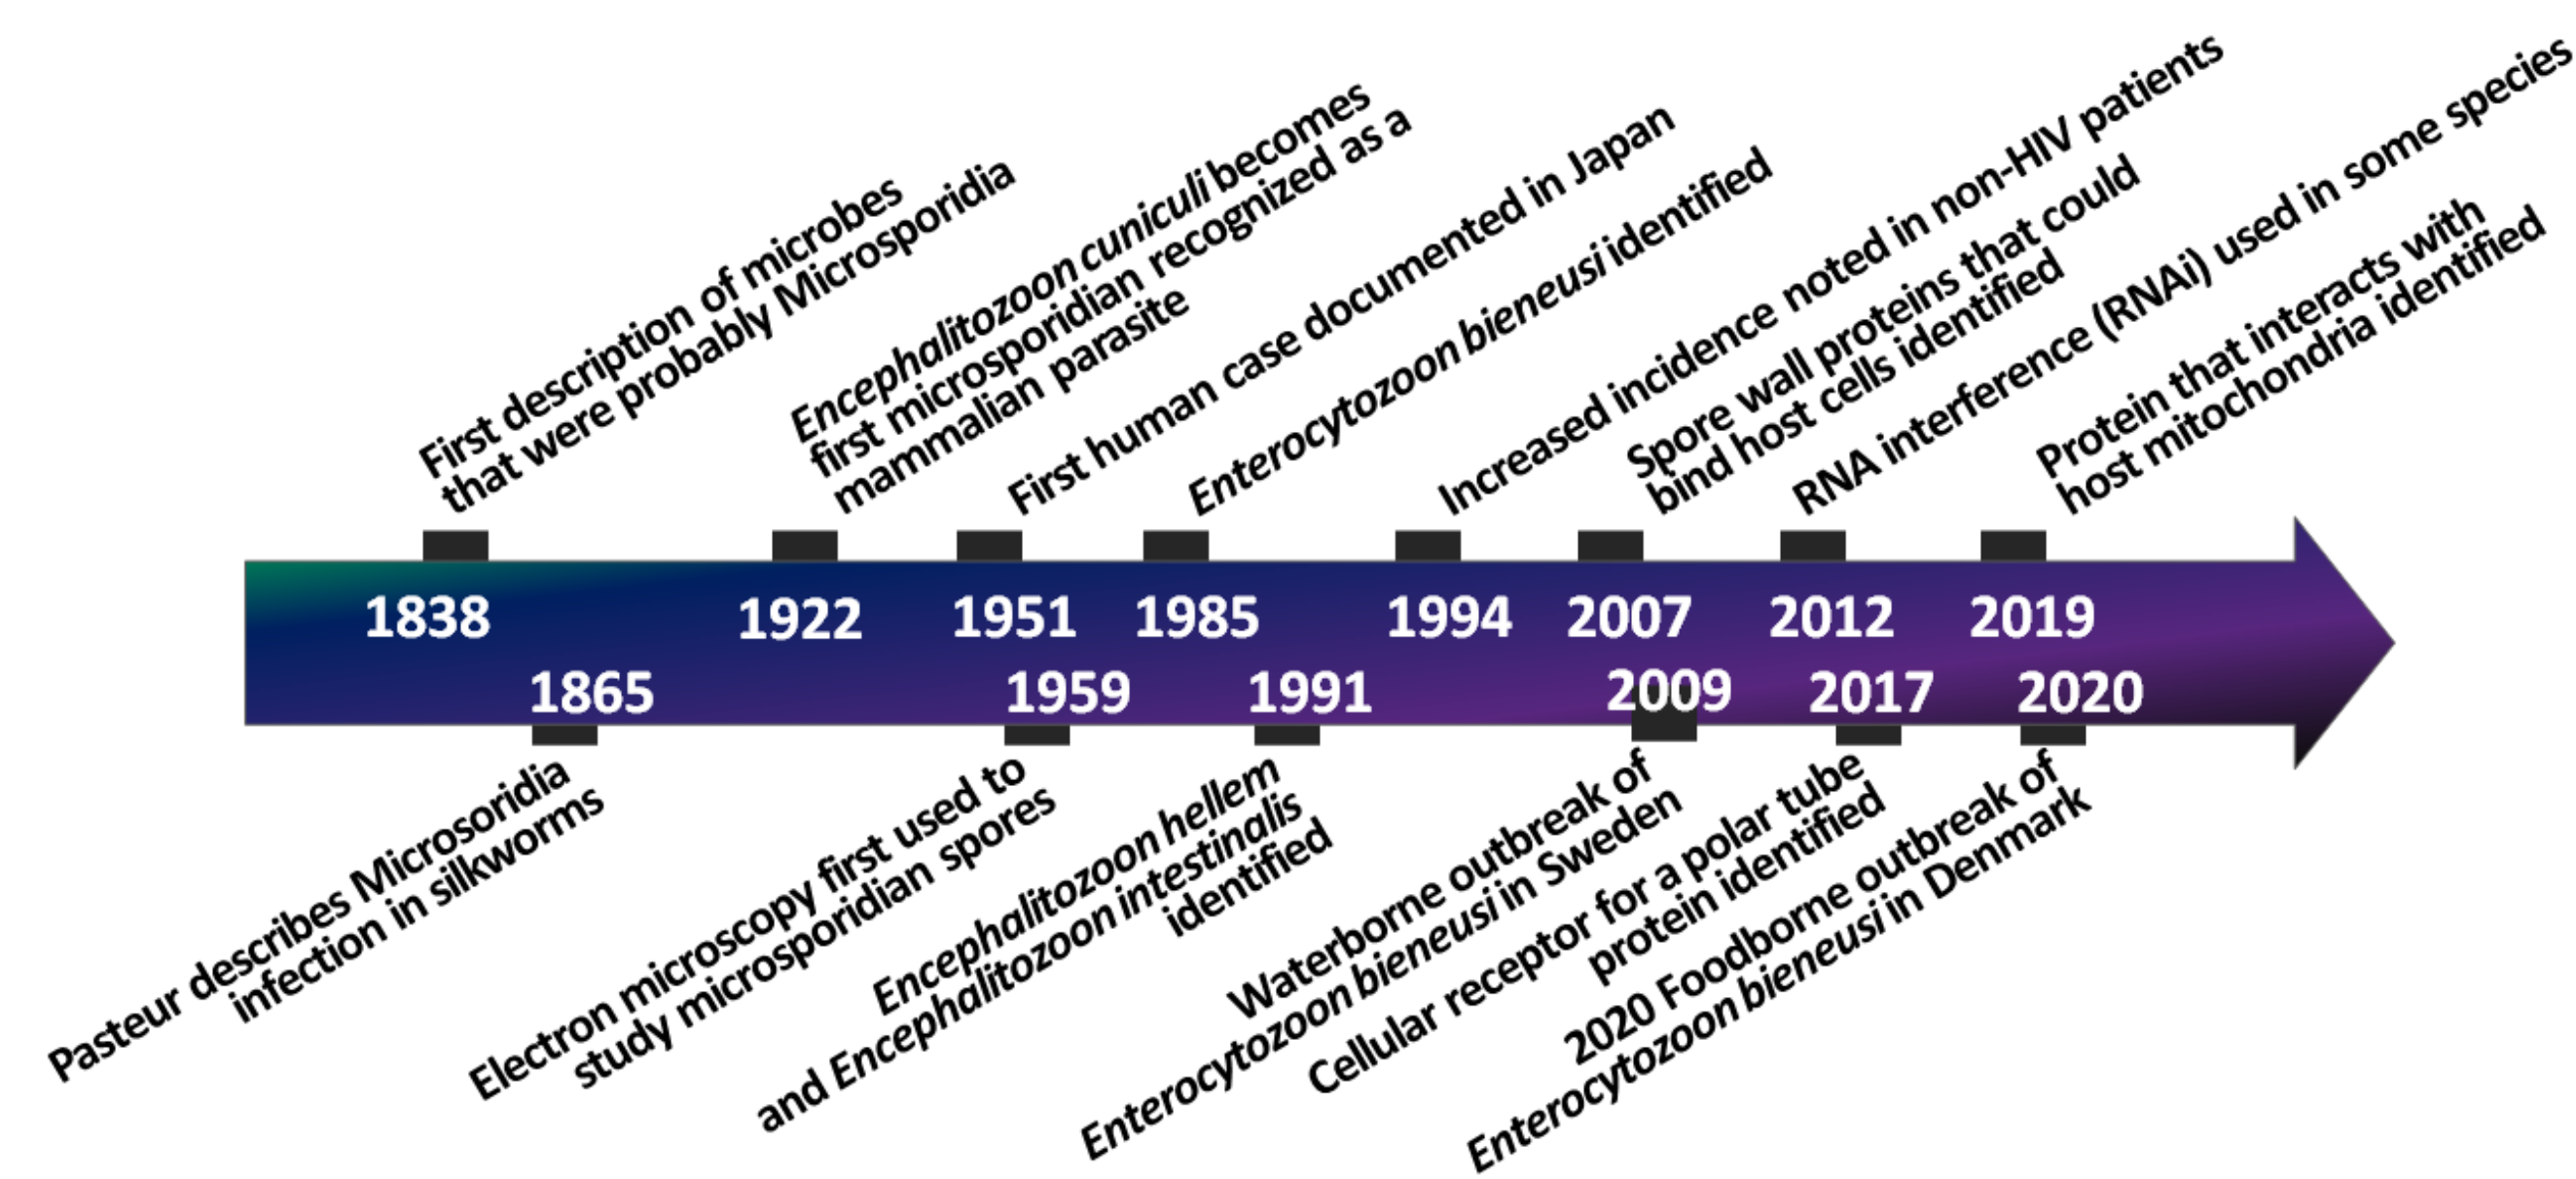 First description of microbes
that were probably Microsporidia
Encephalitozoon cuniculi becomes
first microsporidian recognized as a
mammalian parasite
First human case documented in Japan
Enterocytozoon bieneusi identified
Increased incidence noted in non-HIV patients
Spore wall proteins that could
bind host cells identified
RNA interference (RNAi) used in some species
Protein that interacts with
host mitochondria identified
1838
1922
1951
1985
1994
2007
2012
2019
1865
1959
1991
2009
2017
2020
Pasteur describes Microsoridia
infection in silkworms
Electron microscopy first used to
study microsporidian spores
Encephalitozoon hellem
and Encephalitozoon intestinalis
identified
Waterborne outbreak of
Enterocytozoon bieneusi in Sweden
Cellular receptor for a polar tube
protein identified
2020 Foodborne outbreak of
Enterocytozoon bieneusi in Denmark